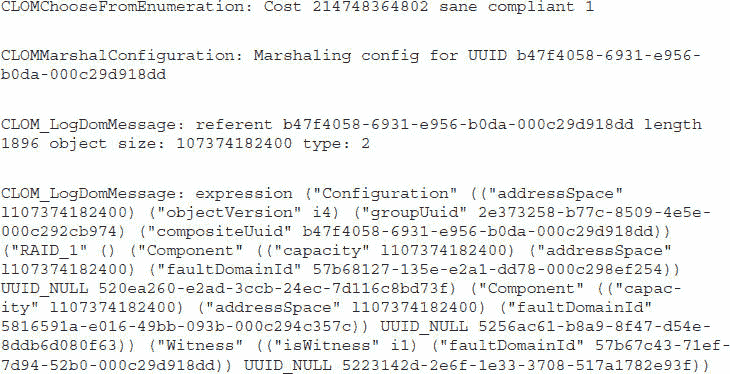 CLOMChooseFromEnumeration: Cost 214748364802 sane compliant 1
CLOMMarshalConfiguration: Marshaling config for UUID b47f4058-6931-e956-
b0da-000c29d918dd
CLOM_LogDomMessage: referent b47f4058-6931-e956-b0da-000c29d918dd length
1896 object size: 107374182400 type: 2
CLOM_LogDomMessage: expression ("Configuration" (("addressSpace"
l107374182400) ("objectVersion" i4) ("groupUuid" 2e373258-b77c-8509-4e5e-
000c292cb974) ("compositeUuid" b47f4058-6931-e956-b0da-000c29d918dd))
("RAID_1" () ("Component" (("capacity" l107374182400) ("addressSpace"
l107374182400) ("faultDomainId" 57b68127-135e-e2a1-dd78-000c298ef254))
UUID_NULL 520ea260-e2ad-3ccb-24ec-7d116c8bd73f) ("Component" (("capac-
ity" l107374182400) ("addressSpace" l107374182400) ("faultDomainId"
5816591a-e016-49bb-093b-000c294c357c)) UUID_NULL 5256ac61-b8a9-8f47-d54e-
8ddb6d080f63)) ("Witness" (("isWitness" i1) ("faultDomainId" 57b67c43-71ef-
7d94-52b0-000c29d918dd)) UUID_NULL 5223142d-2e6f-1e33-3708-517a1782e93f))